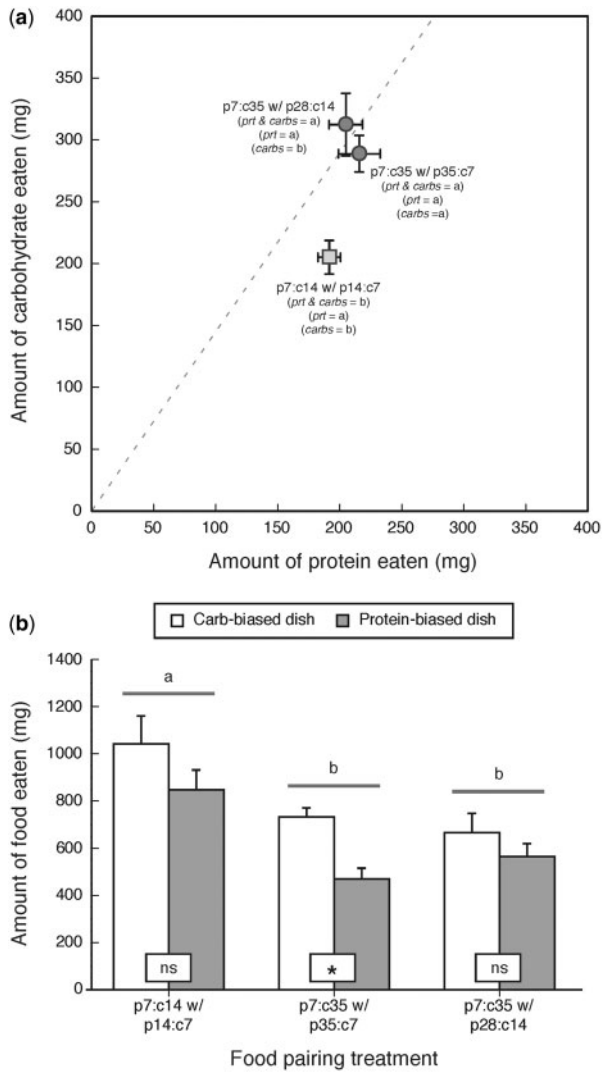 (a)
400
350
300
250
200
150
100
50
0
Amount of carbohydrate eaten (mg)
p7:c35 w/ p28:c14
(prt & carbs = a)
(prt = a)
(carbs = b)
p7:c35 w/ p35:c7
(prt & carbs = a)
(prt = a)
(carbs =a)
p7:c14 w/ p14:c7
(prt & carbs = b)
(prt = a)
(carbs = b)
0 50 100 150 200 250 300 350 400
Amount of protein eaten (mg)
(b)
Carb-biased dish Protein-biased dish
1400
1200
1000
800
600
400
200
0
Amount of food eaten (mg)
a
b
b
ns * ns
p7:c14 w/ p7:c35 w/ p7:c35 w/
p14:c7 p35:c7 p28:c14
Food pairing treatment